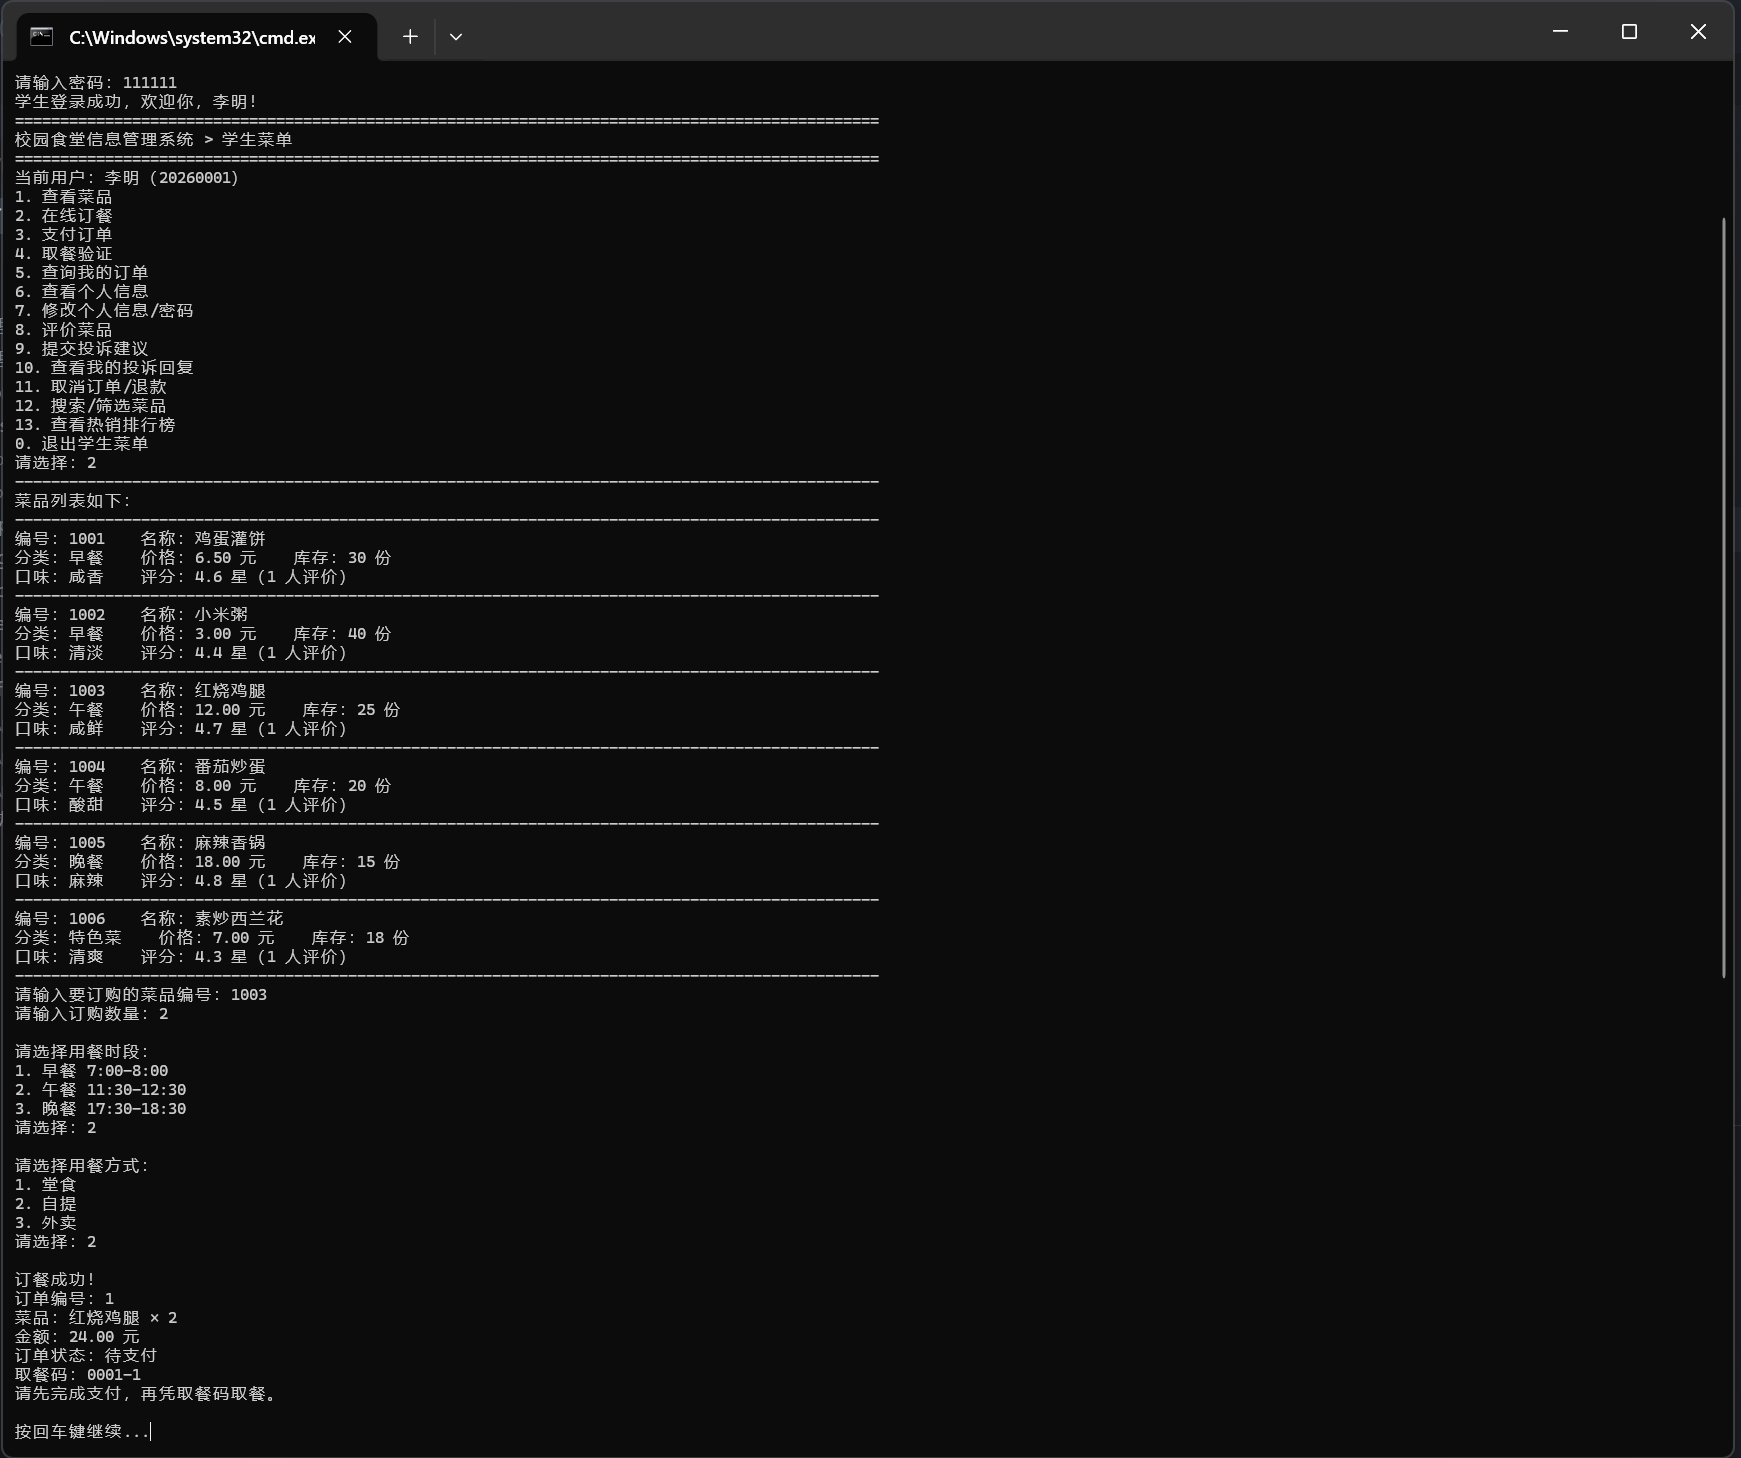 C:\Windows\system32\cmd.ex
请输入密码: 111111
学生登录成功, 欢迎你, 李明!
================================================================================================
校园食堂信息管理系统 > 学生菜单
================================================================================================
当前用户: 李明 (20260001)
1. 查看菜品
2. 在线订餐
3. 支付订单
4. 取餐验证
5. 查询我的订单
6. 查看个人信息
7. 修改个人信息/密码
8. 评价菜品
9. 提交投诉建议
10. 查看我的投诉回复
11. 取消订单/退款
12. 搜索/筛选菜品
13. 查看热销排行榜
0. 退出学生菜单
请选择: 2
------------------------------------------------------------------------------------------------
菜品列表如下:
------------------------------------------------------------------------------------------------
编号: 1001    名称: 鸡蛋灌饼
分类: 早餐    价格: 6.50 元    库存: 30 份
口味: 咸香    评分: 4.6 星 (1 人评价)
------------------------------------------------------------------------------------------------
编号: 1002    名称: 小米粥
分类: 早餐    价格: 3.00 元    库存: 40 份
口味: 清淡    评分: 4.4 星 (1 人评价)
------------------------------------------------------------------------------------------------
编号: 1003    名称: 红烧鸡腿
分类: 午餐    价格: 12.00 元    库存: 25 份
口味: 咸鲜    评分: 4.7 星 (1 人评价)
------------------------------------------------------------------------------------------------
编号: 1004    名称: 番茄炒蛋
分类: 午餐    价格: 8.00 元    库存: 20 份
口味: 酸甜    评分: 4.5 星 (1 人评价)
------------------------------------------------------------------------------------------------
编号: 1005    名称: 麻辣香锅
分类: 晚餐    价格: 18.00 元    库存: 15 份
口味: 麻辣    评分: 4.8 星 (1 人评价)
------------------------------------------------------------------------------------------------
编号: 1006    名称: 素炒西兰花
分类: 特色菜    价格: 7.00 元    库存: 18 份
口味: 清爽    评分: 4.3 星 (1 人评价)
------------------------------------------------------------------------------------------------
请输入要订购的菜品编号: 1003
请输入订购数量: 2
请选择用餐时段:
1. 早餐 7:00-8:00
2. 午餐 11:30-12:30
3. 晚餐 17:30-18:30
请选择: 2
请选择用餐方式:
1. 堂食
2. 自提
3. 外卖
请选择: 2
订餐成功!
订单编号: 1
菜品: 红烧鸡腿 × 2
金额: 24.00 元
订单状态: 待支付
取餐码: 0001-1
请先完成支付, 再凭取餐码取餐。
按回车键继续...